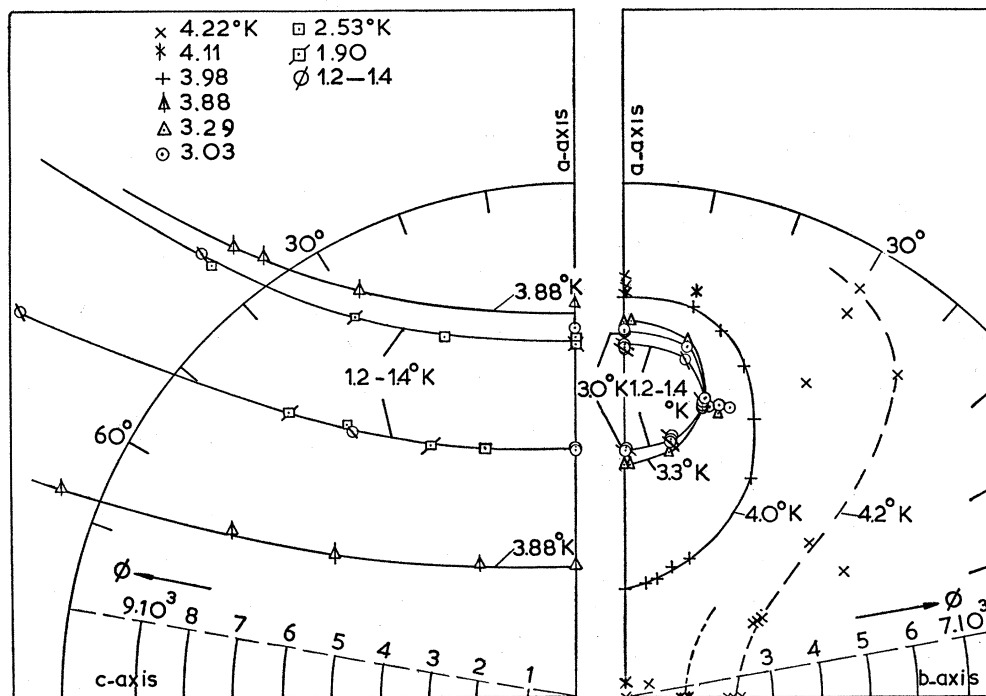 × 4.22°K ⊡ 2.53°K
4.11 1.90
+ 3.98 ϕ 1.2–1.4
3.88
3.29
⊙ 3.03
a-axis
a-axis
30°
30°
3.88°K
1.2–1.4°K
3.0°K
1.2–1.4
°K
60°
3.3°K
4.0°K
4.2°K
3.88°K
ϕ
ϕ
9.10³ 8 7 6 5 4 3 2 1
3 4 5 6 7.10³
c-axis
b-axis